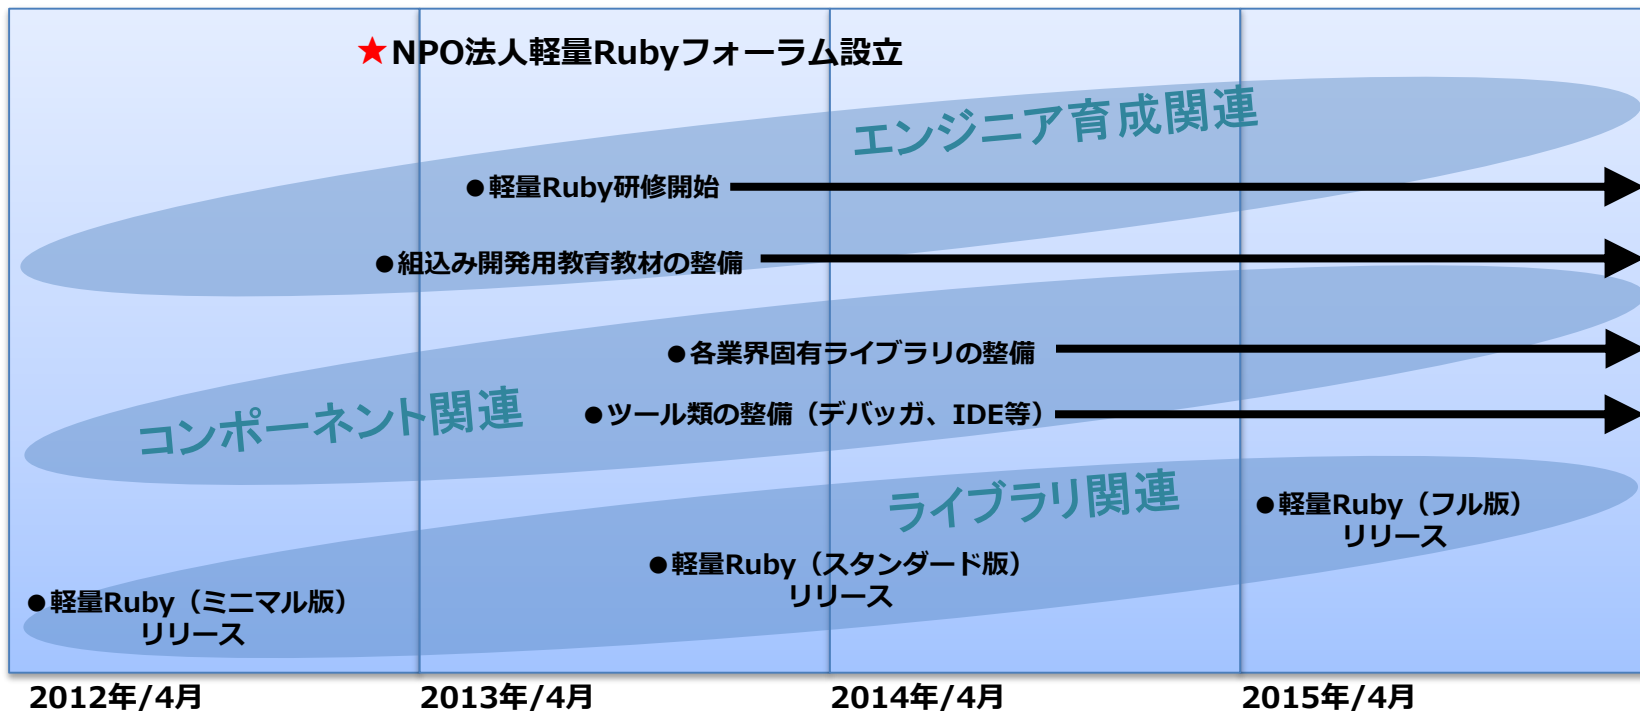 ★NPO法人軽量Rubyフォーラム設立
エンジニア育成関連
●軽量Ruby研修開始
●組込み開発用教育教材の整備
●各業界固有ライブラリの整備
コンポーネント関連
●ツール類の整備（デバッガ、IDE等）
ライブラリ関連
●軽量Ruby（フル版）
リリース
●軽量Ruby（スタンダード版）
リリース
●軽量Ruby（ミニマル版）
リリース
2012年/4月
2013年/4月
2014年/4月
2015年/4月